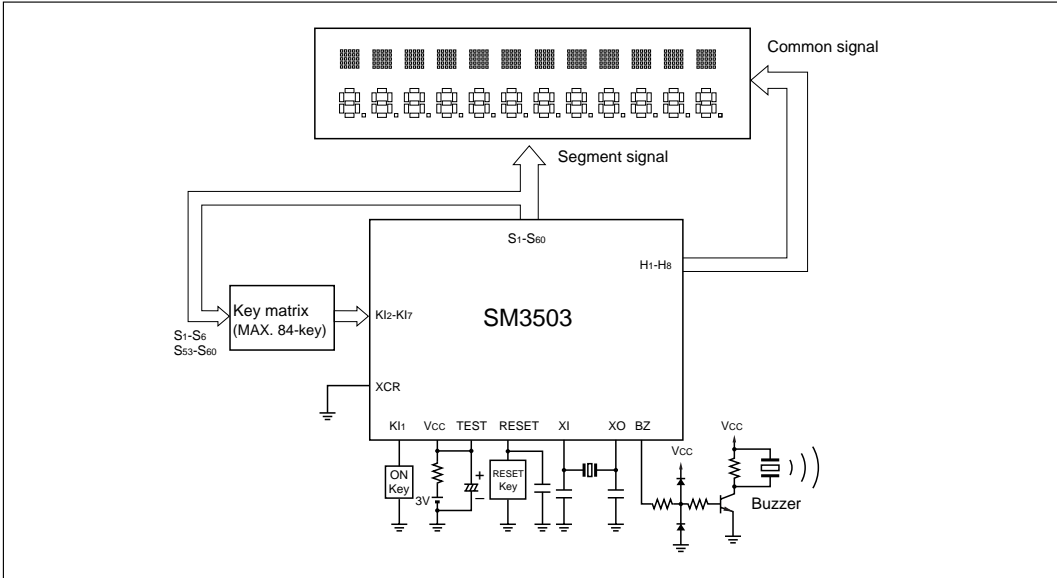 Common signal
Segment signal
S1-S60
H1-H8
Key matrix
(MAX. 84-key)
KI2-KI7
SM3503
S1-S6
S53-S60
XCR
KI1 VCC TEST RESET XI XO BZ
VCC
VCC
ON
Key
3V
+
–
RESET
Key
Buzzer